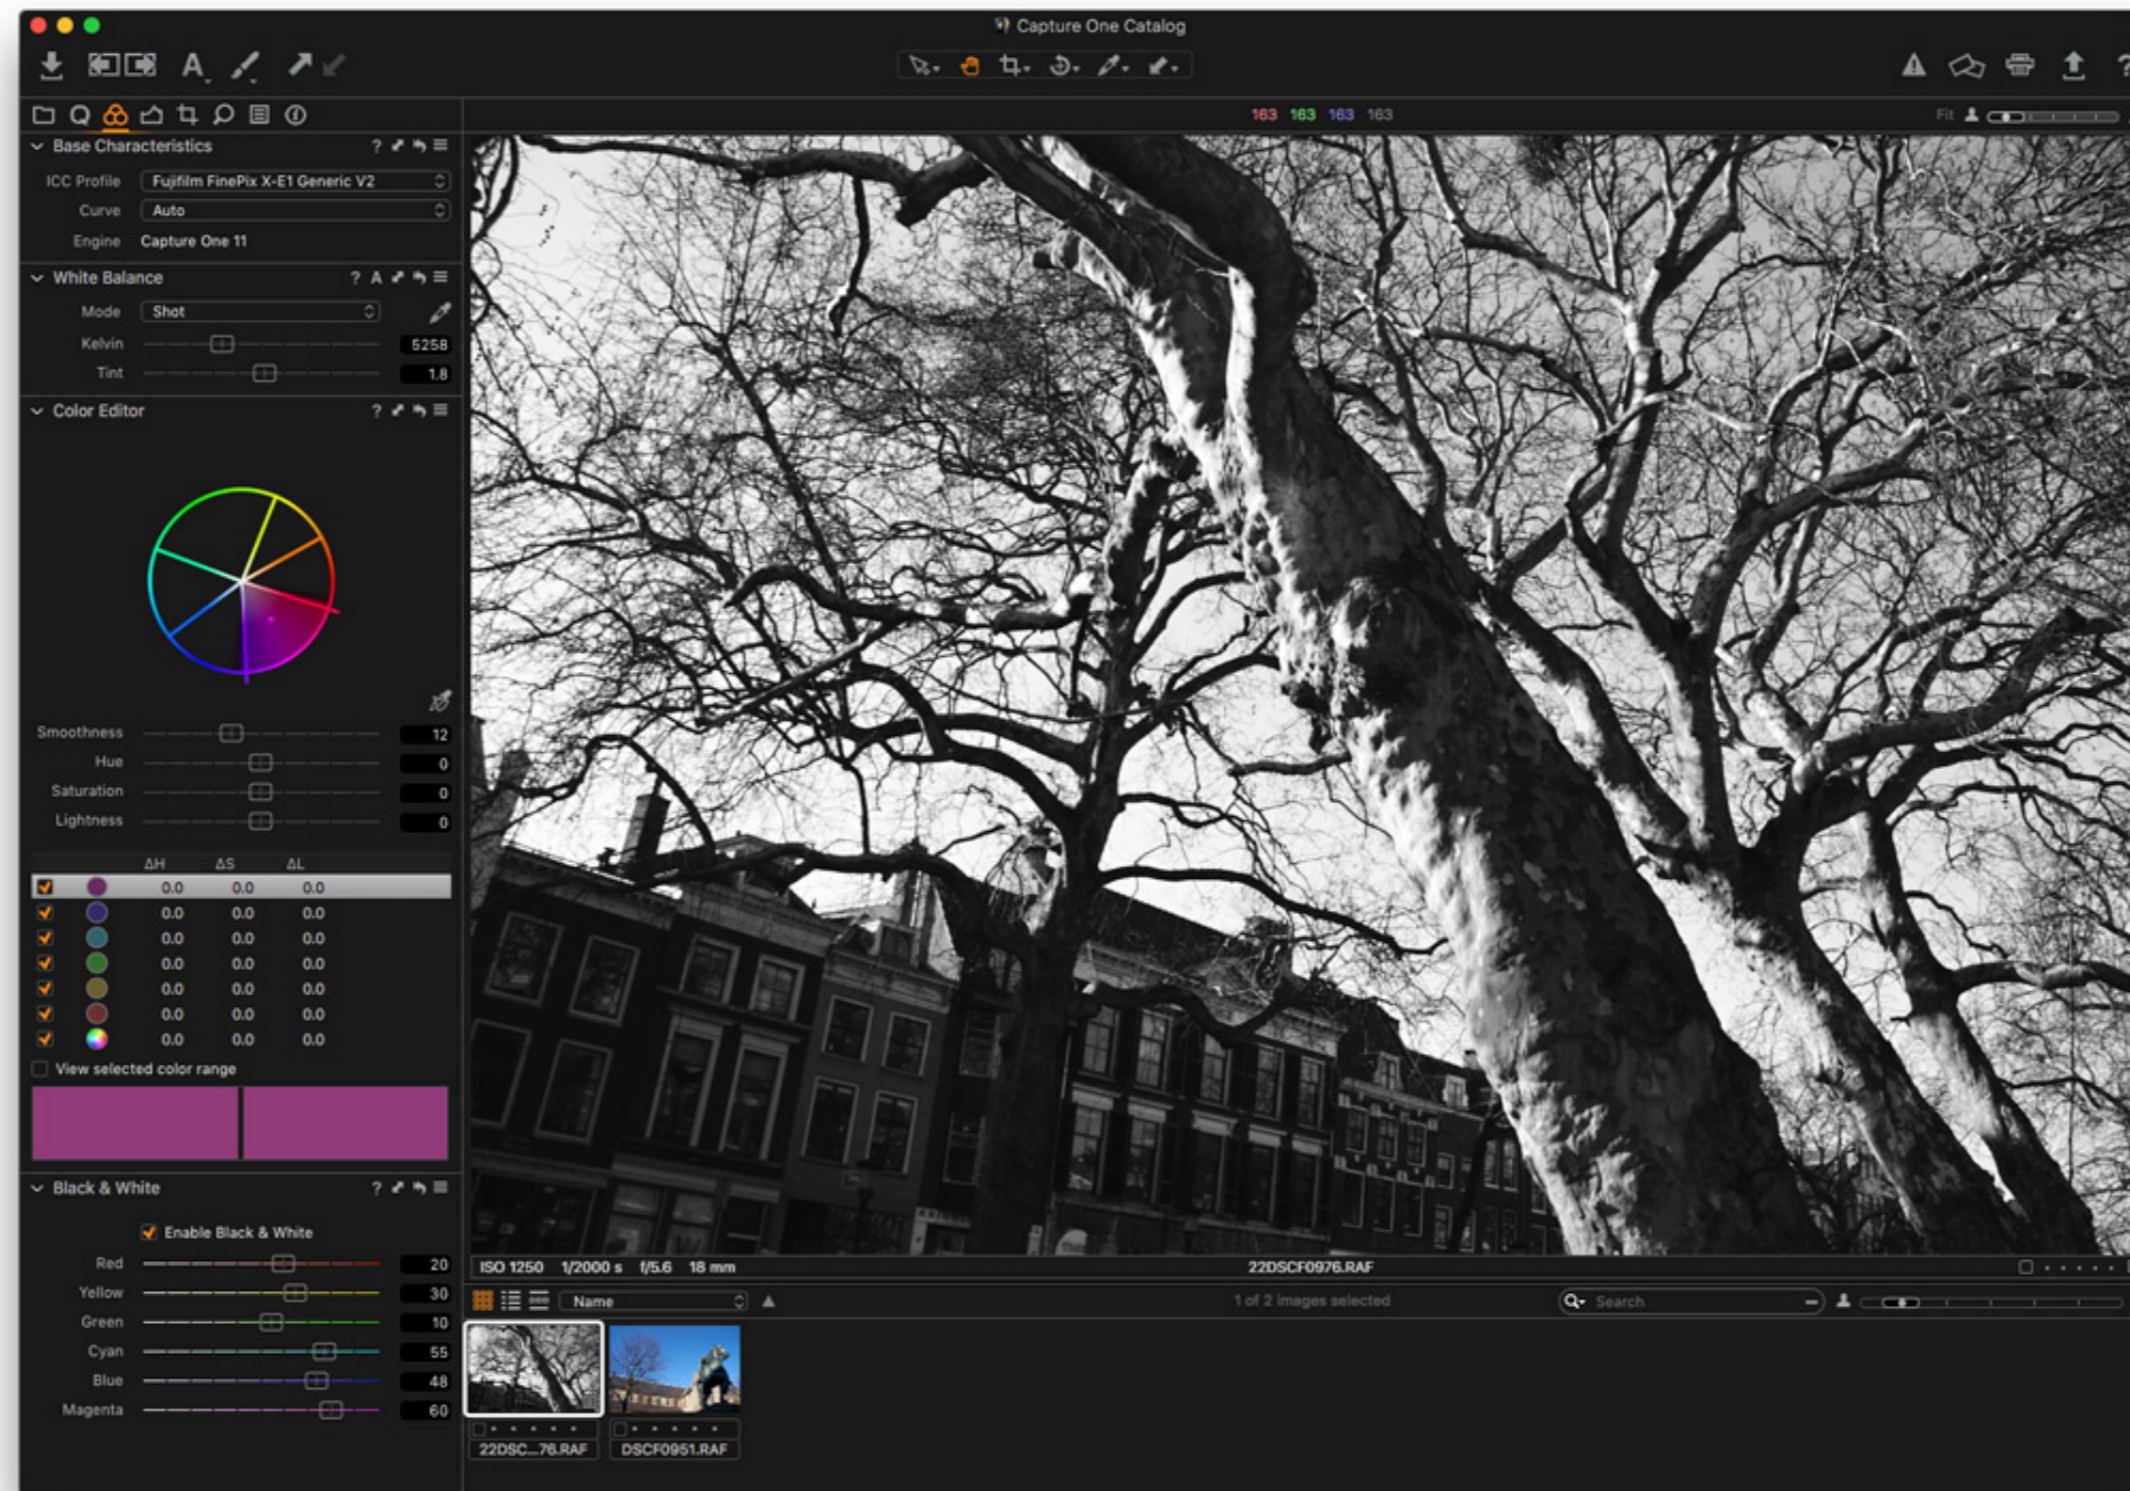 Capture One Catalog
A
163 163 163 163
Fit
Base Characteristics ?
ICC Profile Fujifilm FinePix X-E1 Generic V2
Curve Auto
Engine Capture One 11
White Balance ? A
Mode Shot
Kelvin 5258
Tint 1.8
Color Editor ?
Smoothness 12
Hue 0
Saturation 0
Lightness 0
ΔH ΔS ΔL
0.0 0.0 0.0
0.0 0.0 0.0
0.0 0.0 0.0
0.0 0.0 0.0
0.0 0.0 0.0
0.0 0.0 0.0
0.0 0.0 0.0
View selected color range
Black & White ?
Enable Black & White
Red 20
Yellow 30
Green 10
Cyan 55
Blue 48
Magenta 60
ISO 1250 1/2000 s f/5.6 18 mm
22DSCF0976.RAF
Name
1 of 2 images selected
Search
22DSC...76.RAF
DSCF0951.RAF